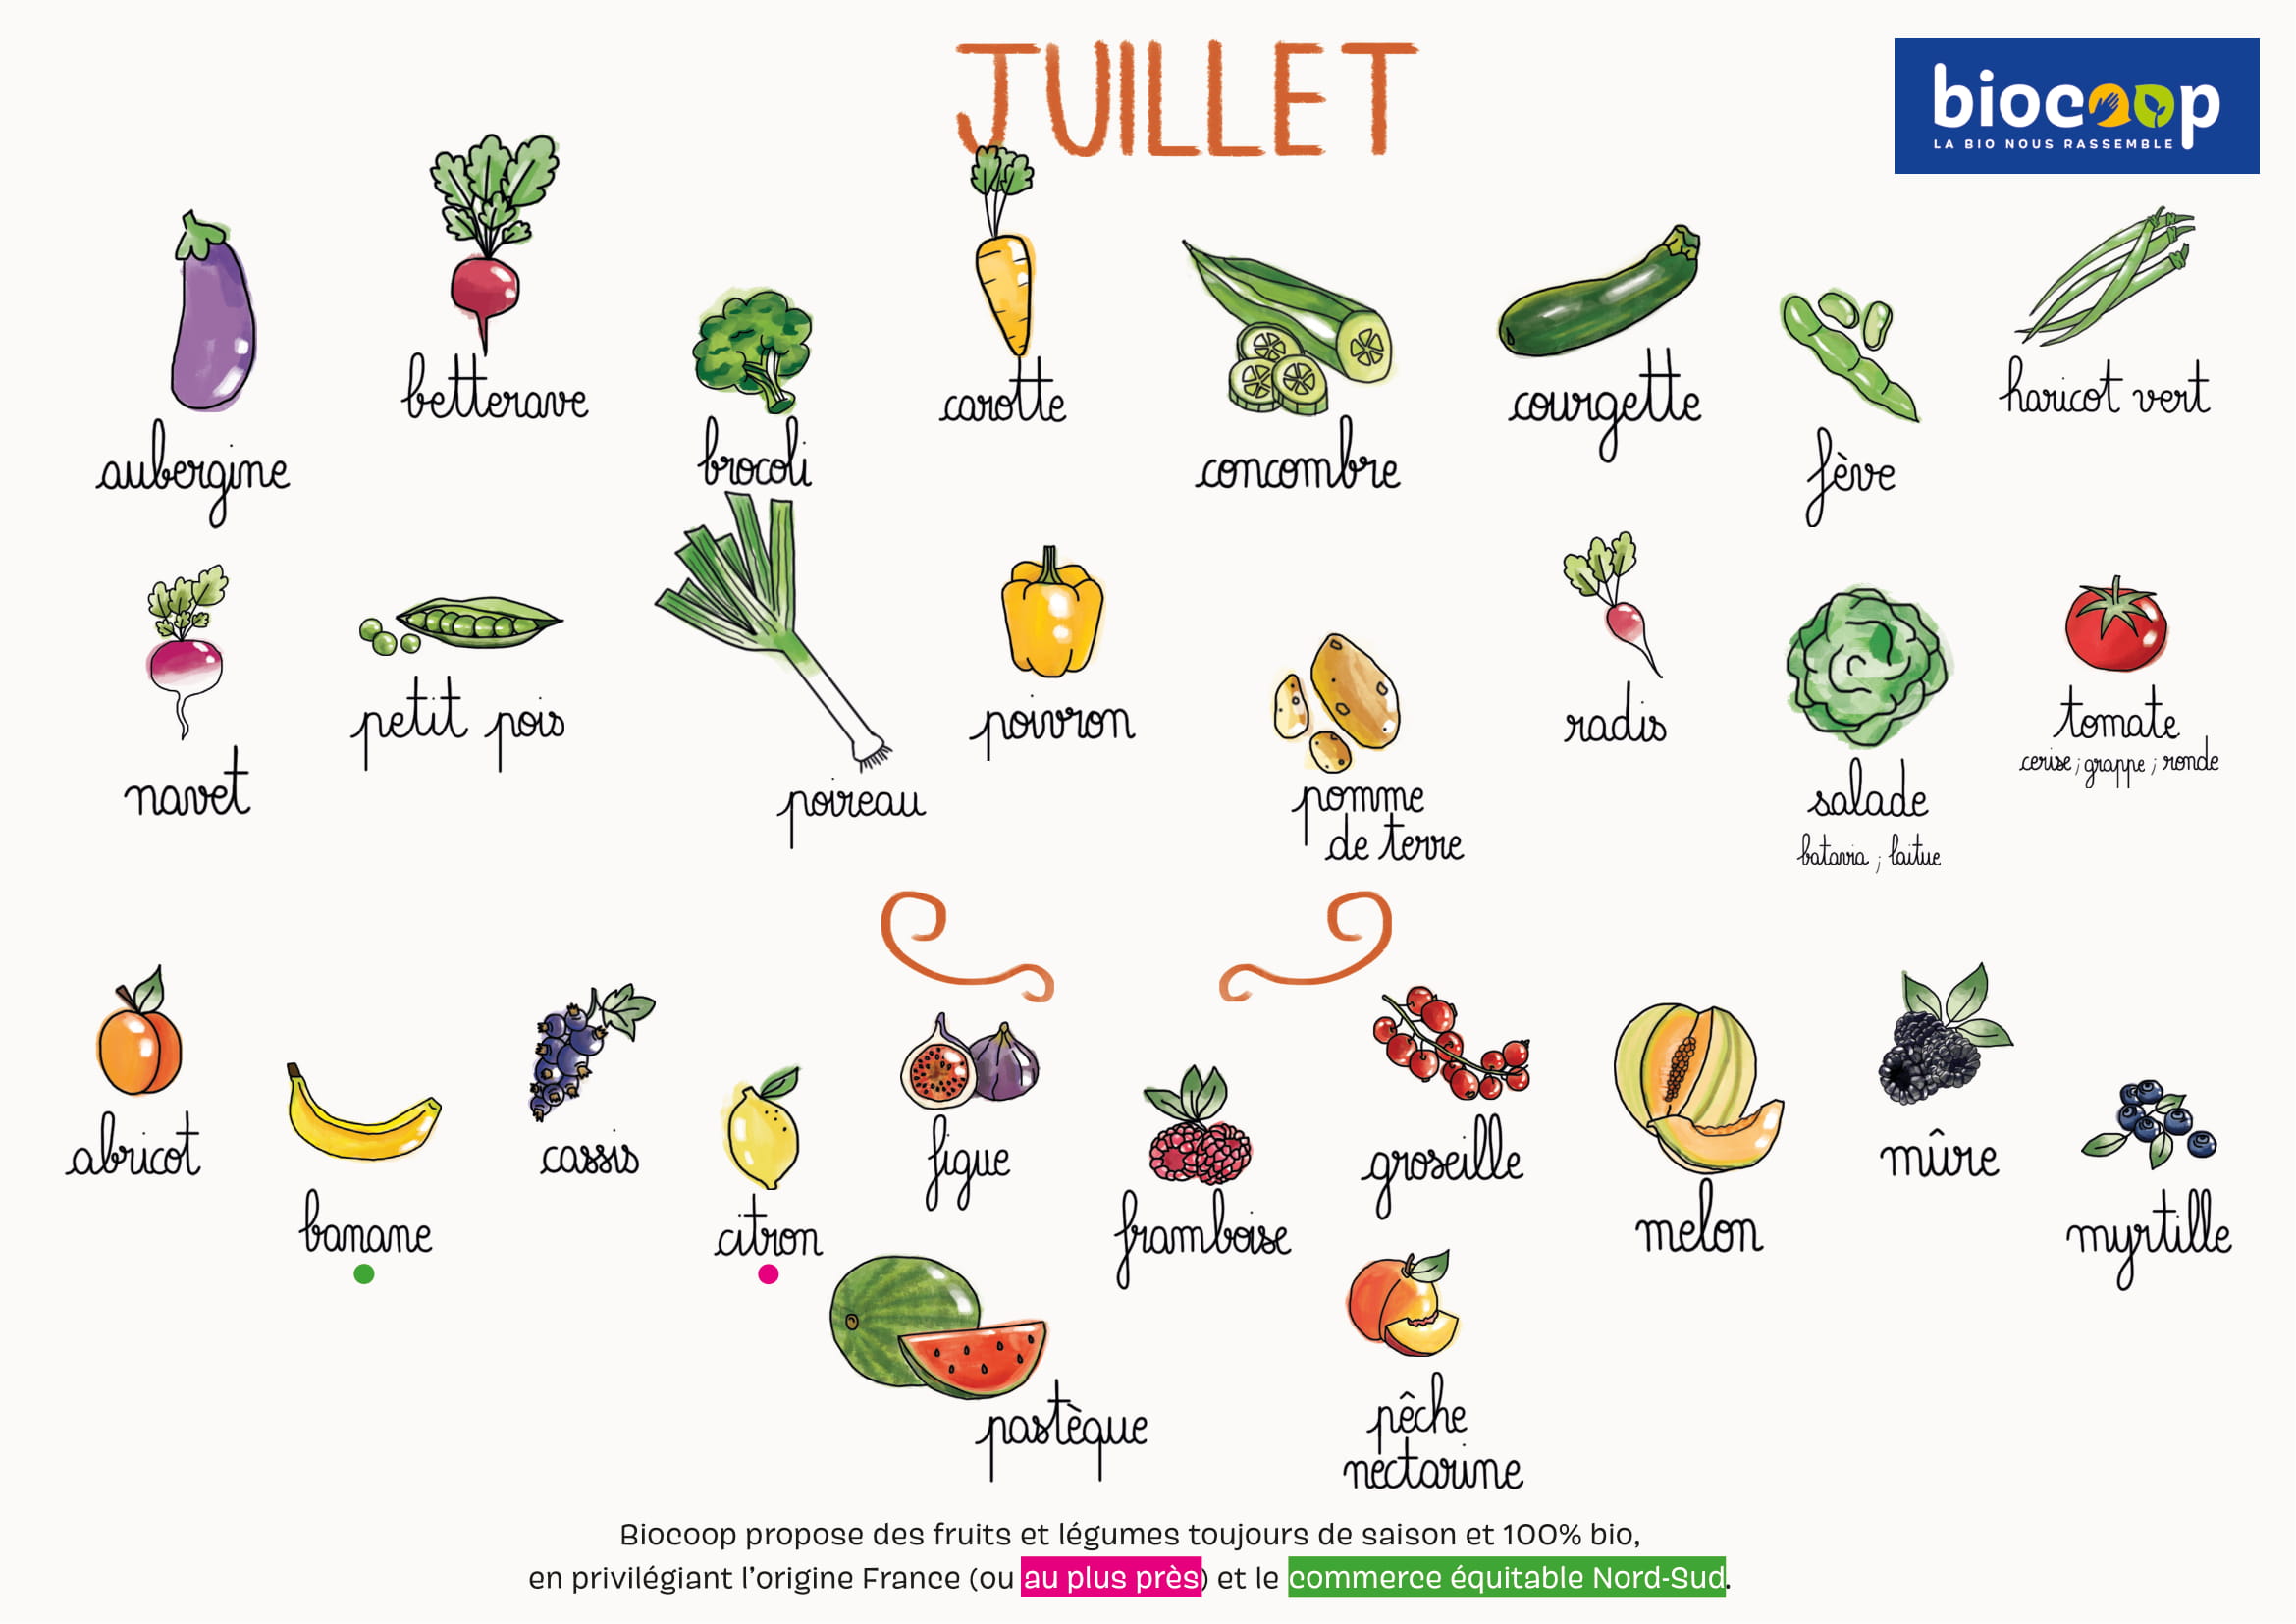 JUILLET
biocoop
LA BIO NOUS RASSEMBLE
aubergine
betterave
brocoli
carotte
concombre
courgette
fève
haricot vert
navet
petit pois
poireau
poivron
pomme
de terre
radis
salade
batavia ; laitue
tomate
cerise ; grappe ; ronde
abricot
banane
cassis
citron
figue
framboise
groseille
melon
mûre
myrtille
pastèque
pêche
nectarine
Biocoop propose des fruits et légumes toujours de saison et 100% bio,
en privilégiant l'origine France (ou au plus près) et le commerce équitable Nord-Sud.